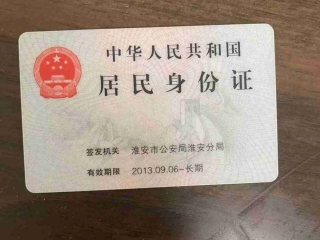 中华人民共和国
居民身份证
签发机关 淮安市公安局淮安分局
有效期限 2013.09.06-长期